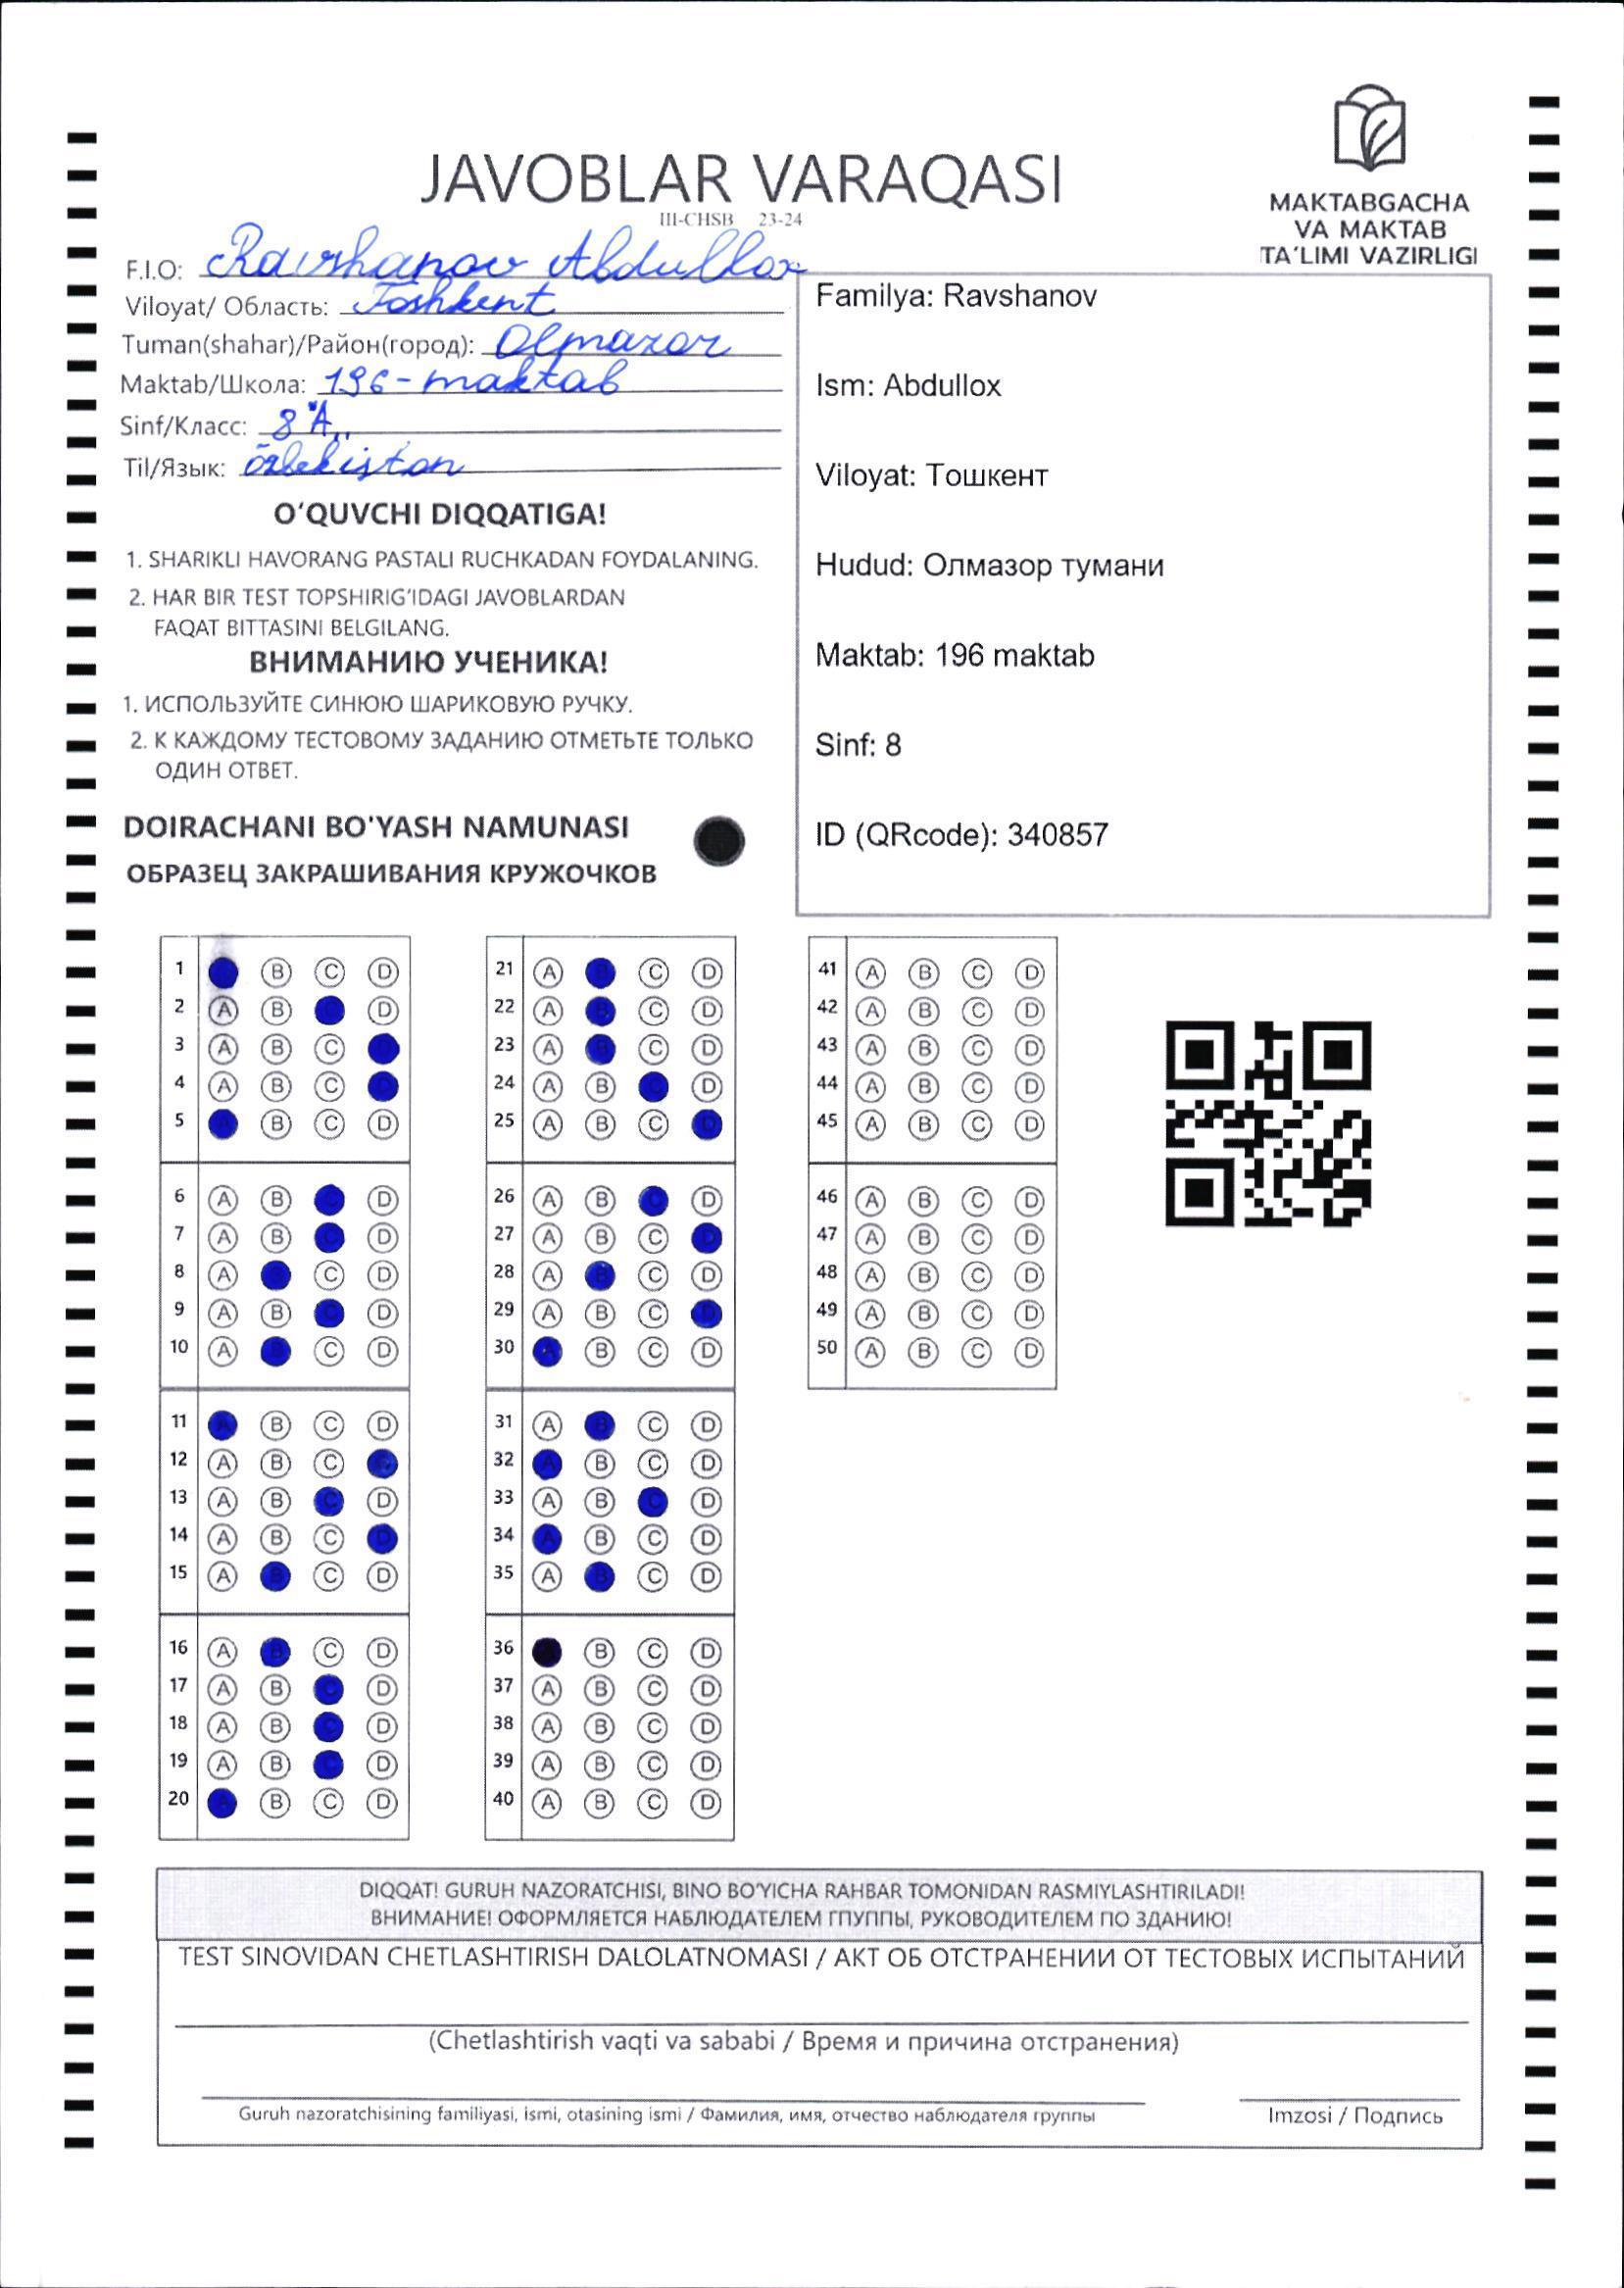 JAVOBLAR VARAQASI
III-CHSB 23-24
MAKTABGACHA
VA MAKTAB
TA'LIMI VAZIRLIGI
F.I.O: Ravshanov Abdullox
Viloyat/ Область: Toshkent
Tuman(shahar)/Район(город): Olmazor
Maktab/Школа: 196-maktab
Sinf/Класс: 8 "A"
Til/Язык: õzbekiston
O'QUVCHI DIQQATIGA!
1. SHARIKLI HAVORANG PASTALI RUCHKADAN FOYDALANING.
2. HAR BIR TEST TOPSHIRIG'IDAGI JAVOBLARDAN
FAQAT BITTASINI BELGILANG.
ВНИМАНИЮ УЧЕНИКА!
1. ИСПОЛЬЗУЙТЕ СИНЮЮ ШАРИКОВУЮ РУЧКУ.
2. К КАЖДОМУ ТЕСТОВОМУ ЗАДАНИЮ ОТМЕТЬТЕ ТОЛЬКО
ОДИН ОТВЕТ.
DOIRACHANI BO'YASH NAMUNASI
ОБРАЗЕЦ ЗАКРАШИВАНИЯ КРУЖОЧКОВ
Familya: Ravshanov
Ism: Abdullox
Viloyat: Тошкент
Hudud: Олмазор тумани
Maktab: 196 maktab
Sinf: 8
ID (QRcode): 340857
1 B C D
2 A B D
3 A B C
4 A B C
5 A B C D
6 A B C D
7 A B C D
8 A C D
9 A B C D
10 A B C D
11 A B C D
12 A B C
13 A B C D
14 A B C D
15 A B C D
16 A B C D
17 A B C D
18 A B C D
19 A B C D
20 A B C D
21 A B C D
22 A B C D
23 A B C D
24 A B C D
25 A B C D
26 A B C D
27 A B C D
28 A B C D
29 A B C D
30 A B C D
31 A B C D
32 A B C D
33 A B C D
34 A B C D
35 A B C D
36 B C D
37 A B C D
38 A B C D
39 A B C D
40 A B C D
41 A B C D
42 A B C D
43 A B C D
44 A B C D
45 A B C D
46 A B C D
47 A B C D
48 A B C D
49 A B C D
50 A B C D
DIQQAT! GURUH NAZORATCHISI, BINO BO'YICHA RAHBAR TOMONIDAN RASMIYLASHTIRILADI!
ВНИМАНИЕ! ОФОРМЛЯЕТСЯ НАБЛЮДАТЕЛЕМ ГПУППЫ, РУКОВОДИТЕЛЕМ ПО ЗДАНИЮ!
TEST SINOVIDAN CHETLASHTIRISH DALOLATNOMASI / АКТ ОБ ОТСТРАНЕНИИ ОТ ТЕСТОВЫХ ИСПЫТАНИЙ
(Chetlashtirish vaqti va sababi / Время и причина отстранения)
Guruh nazoratchisining familiyasi, ismi, otasining ismi / Фамилия, имя, отчество наблюдателя группы
Imzosi / Подпись